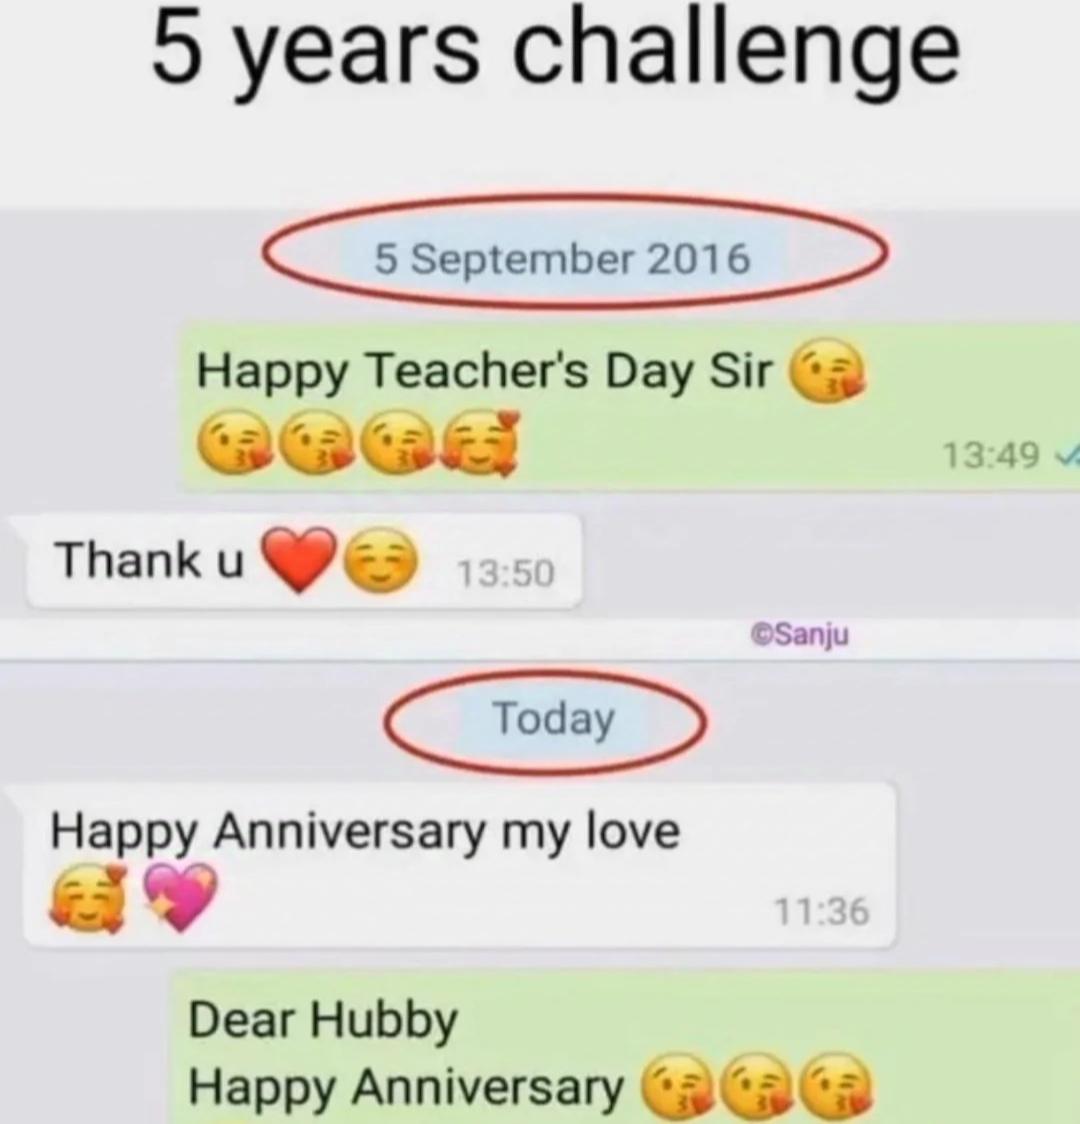 5 years challenge
5 September 2016
Happy Teacher's Day Sir 😘
😘😘😘🥰
13:49
Thank u ❤️☺️ 13:50
©Sanju
Today
Happy Anniversary my love
🥰 💖
11:36
Dear Hubby
Happy Anniversary 😘😘😘